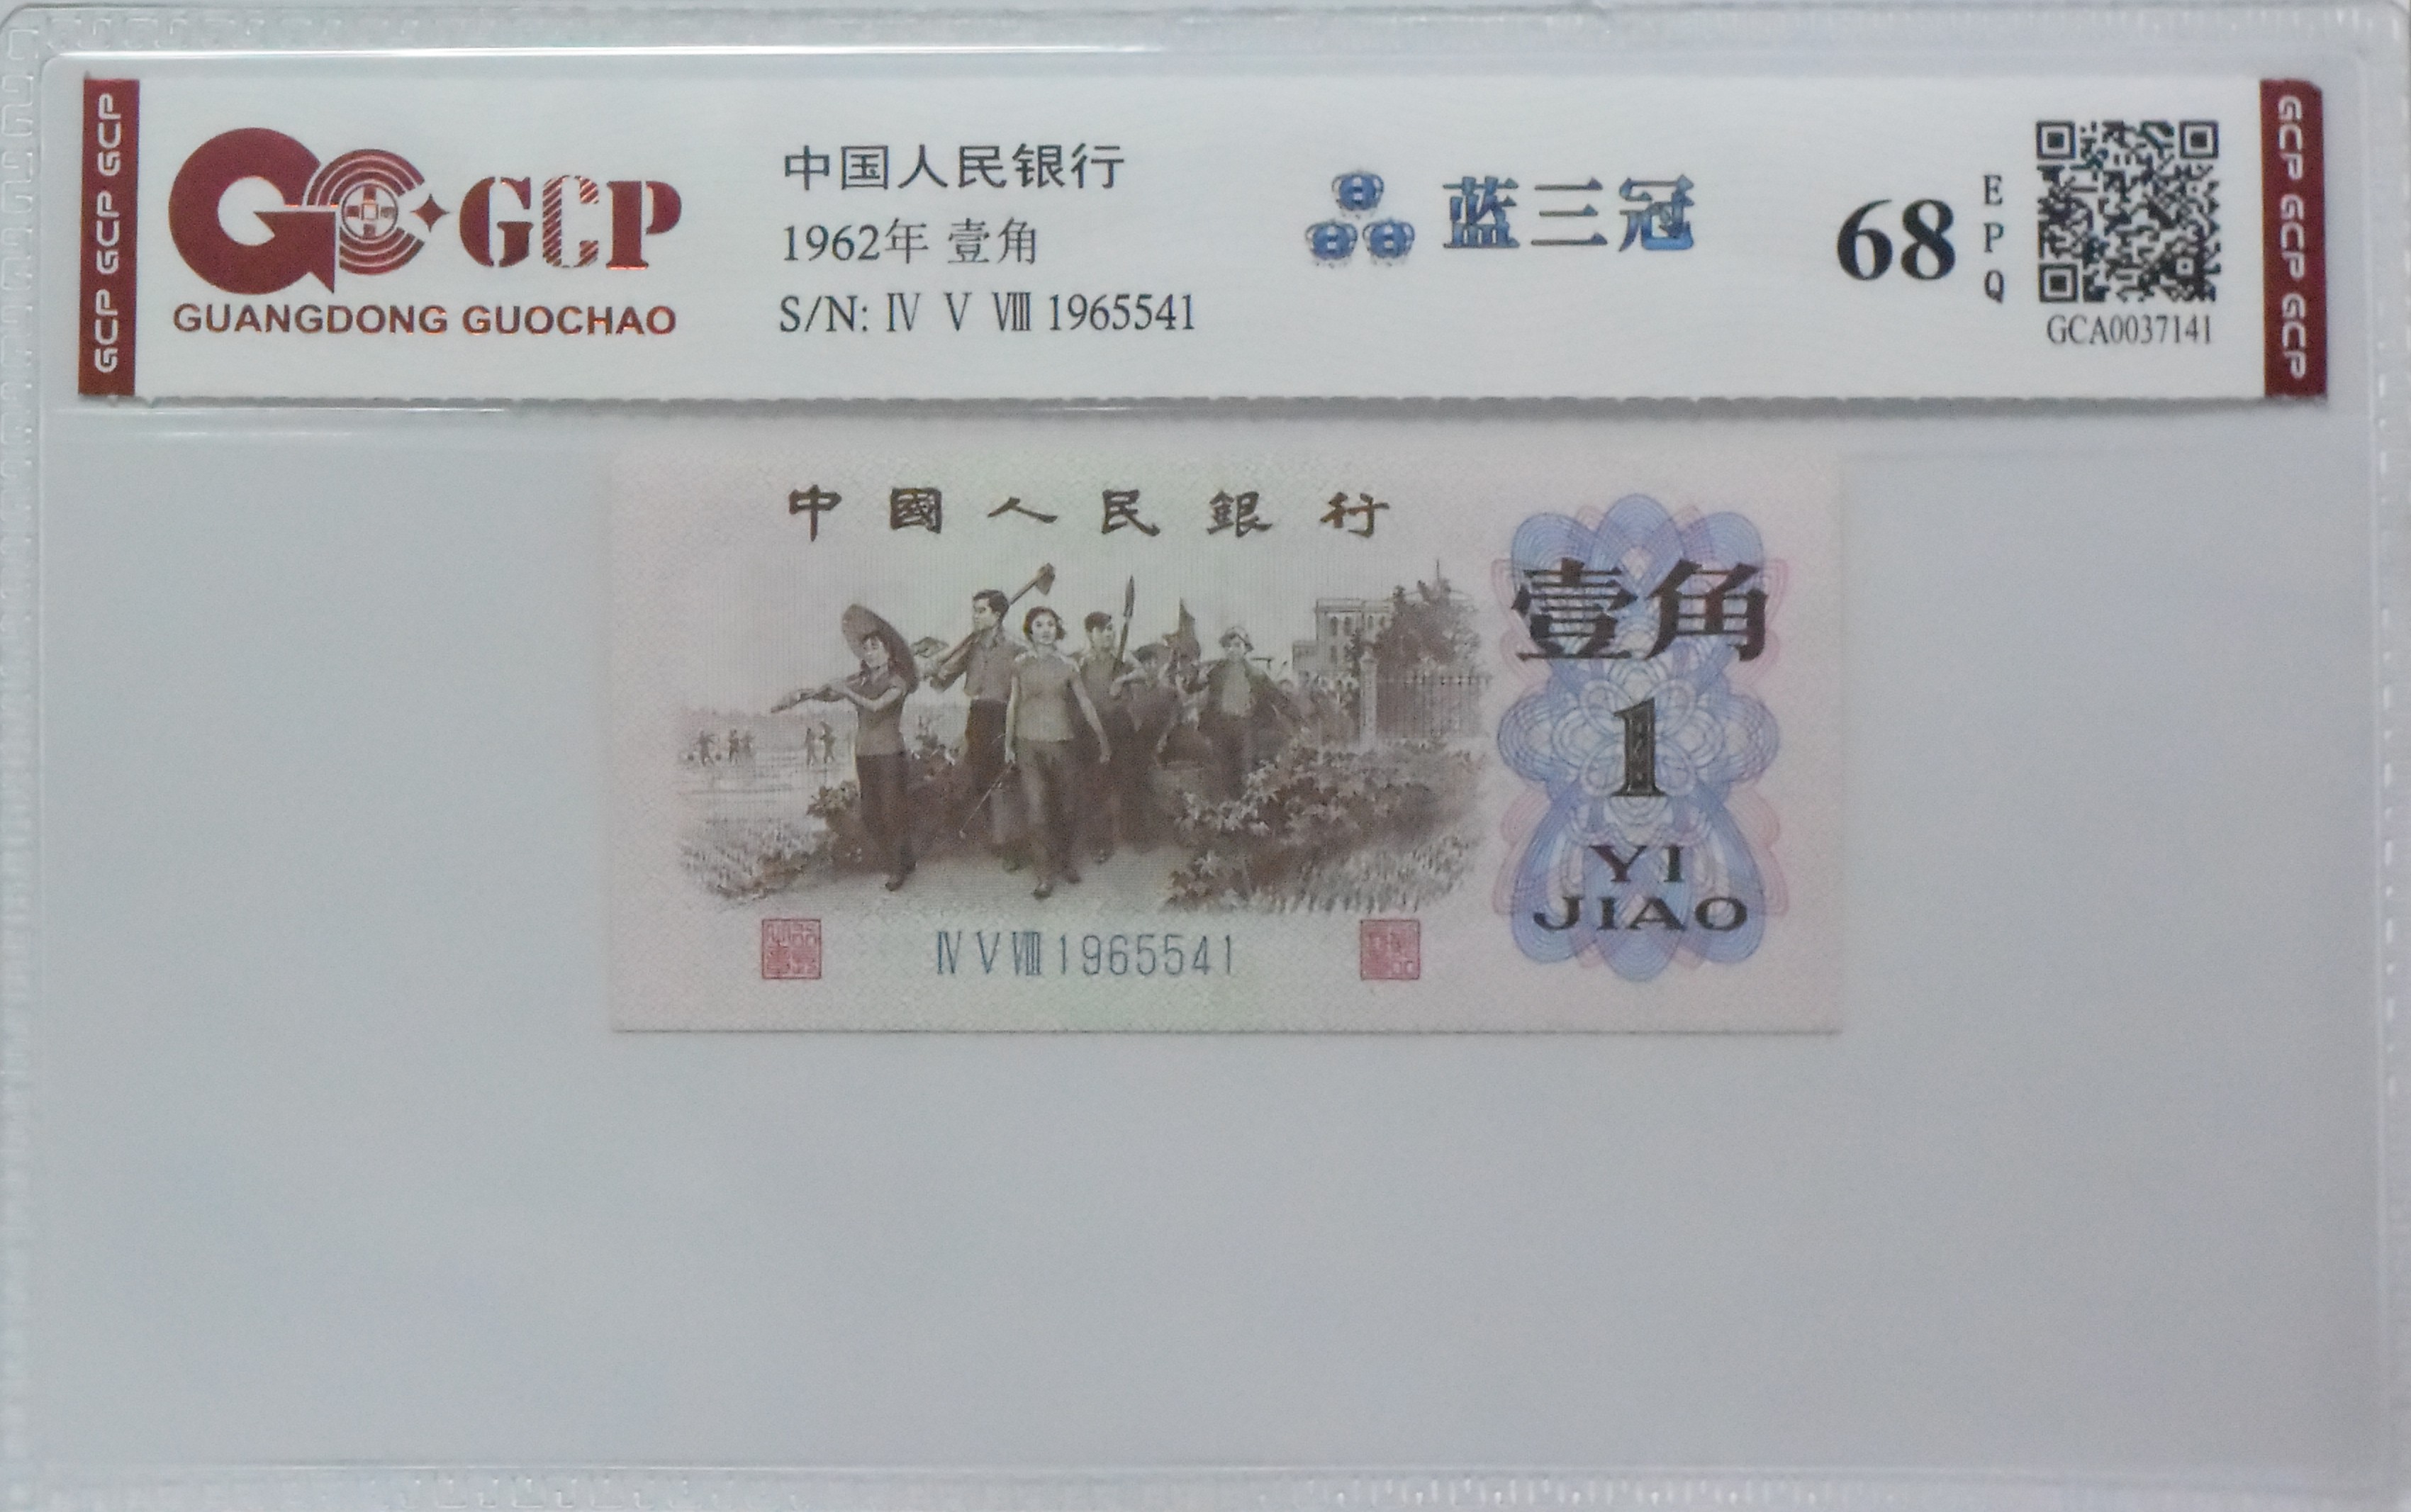 GCP GCP GCP
GCP
GUANGDONG GUOCHAO
中国人民银行
1962年 壹角
S/N: Ⅳ Ⅴ Ⅷ 1965541
蓝三冠
68
EPQ
GCA0037141
GCP GCP GCP
中國人民銀行
壹角
1
YI
JIAO
Ⅳ Ⅴ Ⅷ 1965541